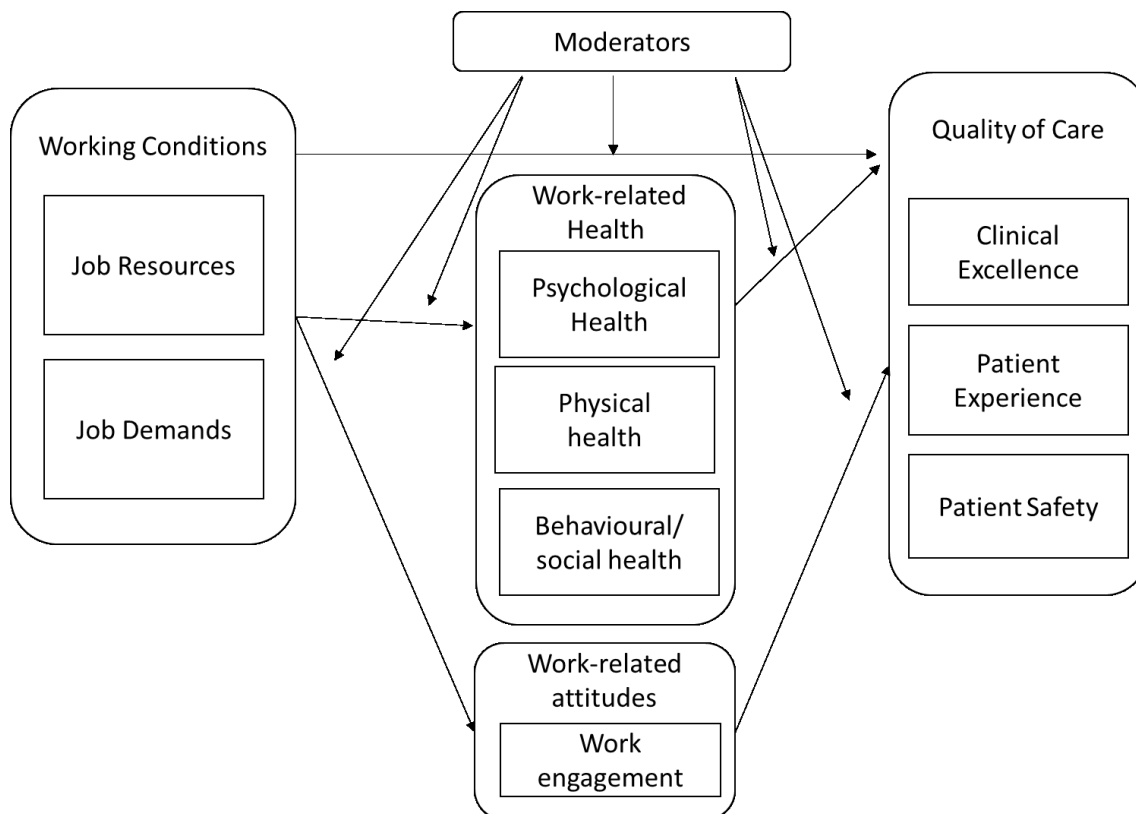 Moderators
Working Conditions
Job Resources
Job Demands
Work-related
Health
Psychological
Health
Physical
health
Behavioural/
social health
Work-related
attitudes
Work
engagement
Quality of Care
Clinical
Excellence
Patient
Experience
Patient Safety